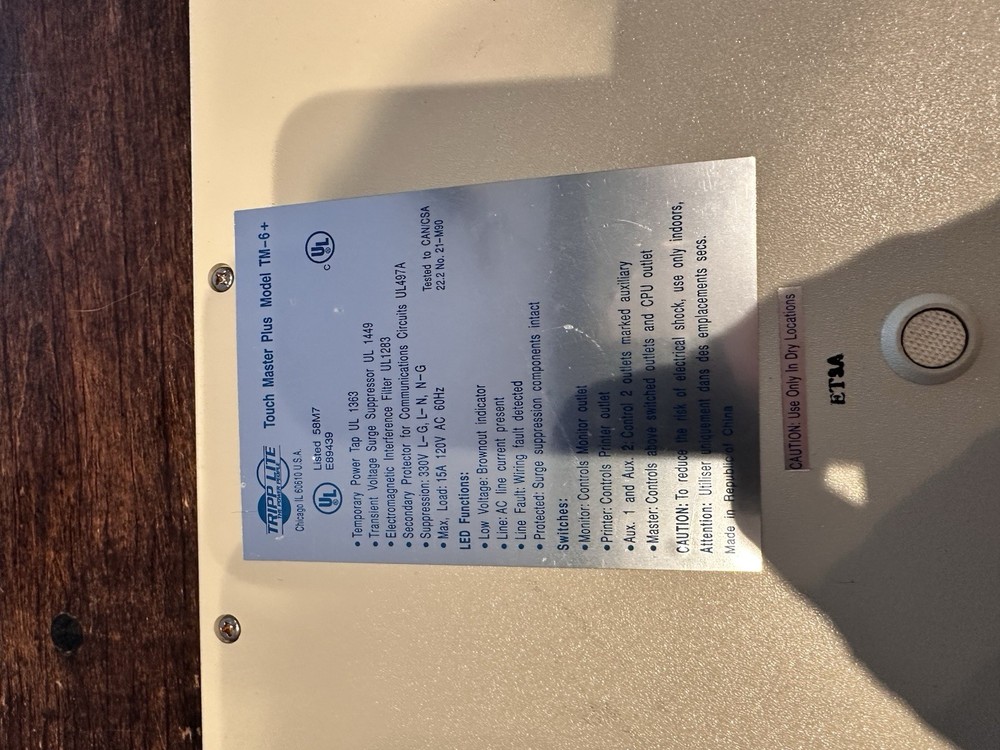 TRIPP LITE
Chicago IL 60610 U.S.A.
Touch Master Plus Model TM-6+
UL
Listed 58M7
E89439
C UL
• Temporary Power Tap UL 1363
• Transient Voltage Surge Suppressor UL 1449
• Electromagnetic Interference Filter UL1283
• Secondary Protector for Communications Circuits UL497A
• Suppression: 330V L-G, L-N, N-G
• Max, Load: 15A 120V AC 60Hz
Tested to CAN/CSA
22.2 No. 21-M90
LED Functions:
• Low Voltage: Brownout indicator
• Line: AC line current present
• Line Fault: Wiring fault detected
• Protected: Surge suppression components intact
Switches:
• Monitor: Controls Monitor outlet
• Printer: Controls Printer outlet
• Aux. 1 and Aux. 2: Control 2 outlets marked auxiliary
• Master: Controls above switched outlets and CPU outlet
CAUTION: To reduce the risk of electrical shock, use only indoors,
Attention: Utiliser uniquement dans des emplacements secs.
Made in Republic of China
CAUTION: Use Only In Dry Locations